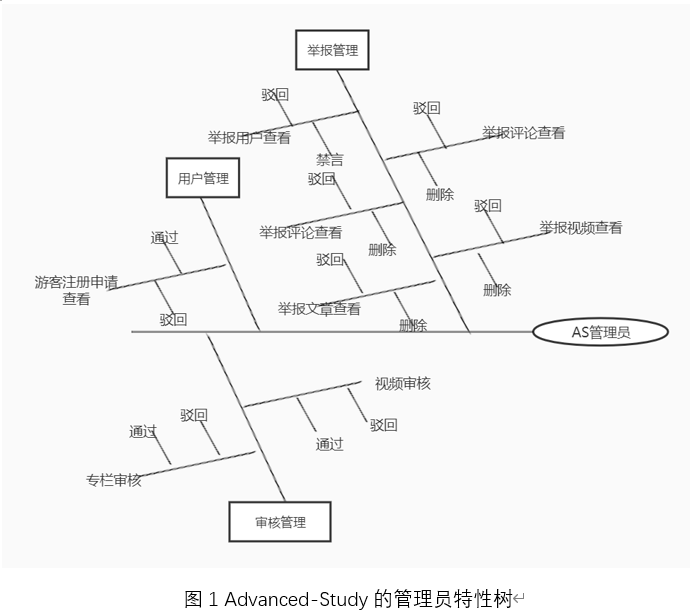 举报管理
驳回
驳回
举报用户查看
举报评论查看
禁言
用户管理
驳回
删除
驳回
通过
举报评论查看
举报视频查看
删除
驳回
游客注册申请
查看
删除
举报文章查看
驳回
删除
AS管理员
视频审核
驳回
驳回
通过
通过
专栏审核
审核管理
图 1 Advanced-Study 的管理员特性树